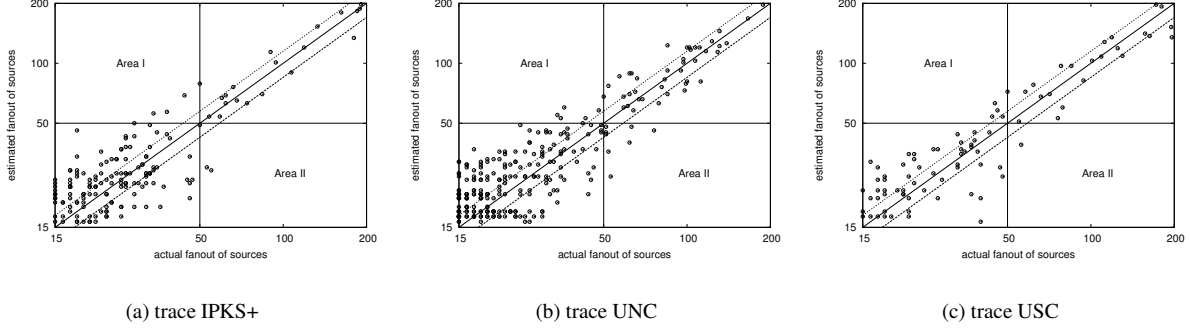 200
100
50
15
15
50
100
200
estimated fanout of sources
actual fanout of sources
Area I
Area II
(a) trace IPKS+
200
100
50
15
15
50
100
200
estimated fanout of sources
actual fanout of sources
Area I
Area II
(b) trace UNC
200
100
50
15
15
50
100
200
estimated fanout of sources
actual fanout of sources
Area I
Area II
(c) trace USC